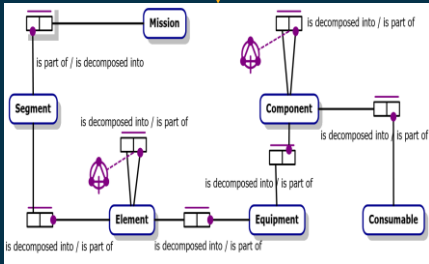 Mission
is decomposed into / is part of
is part of / is decomposed into
Segment
Component
is decomposed into / is part of
is decomposed into / is part of
is decomposed into / is part of
Element
Equipment
Consumable
is decomposed into / is part of
is decomposed into / is part of